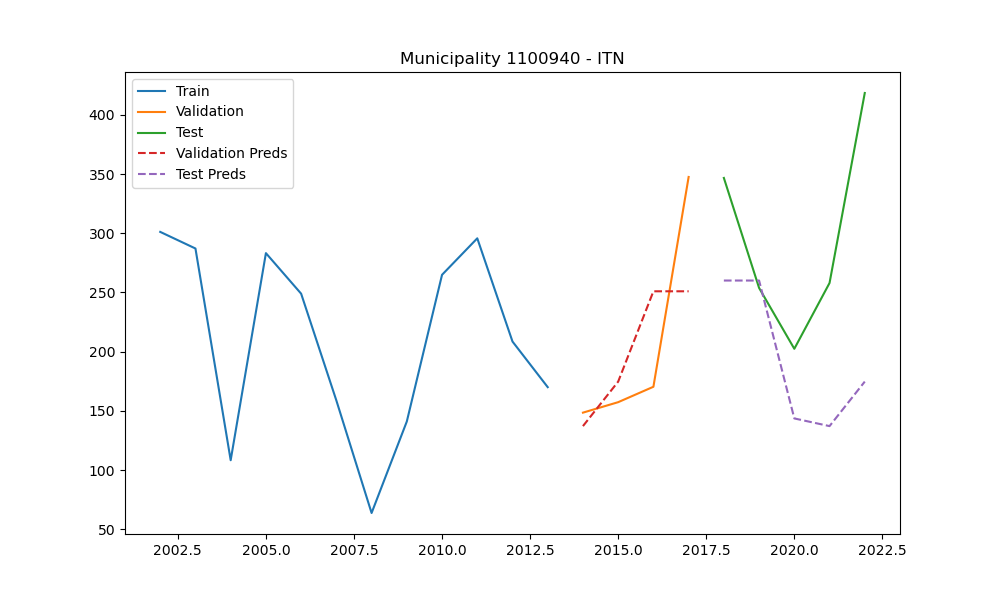 Municipality 1100940 - ITN
Train
Validation
Test
Validation Preds
Test Preds
400
350
300
250
200
150
100
50
2002.5 2005.0 2007.5 2010.0 2012.5 2015.0 2017.5 2020.0 2022.5